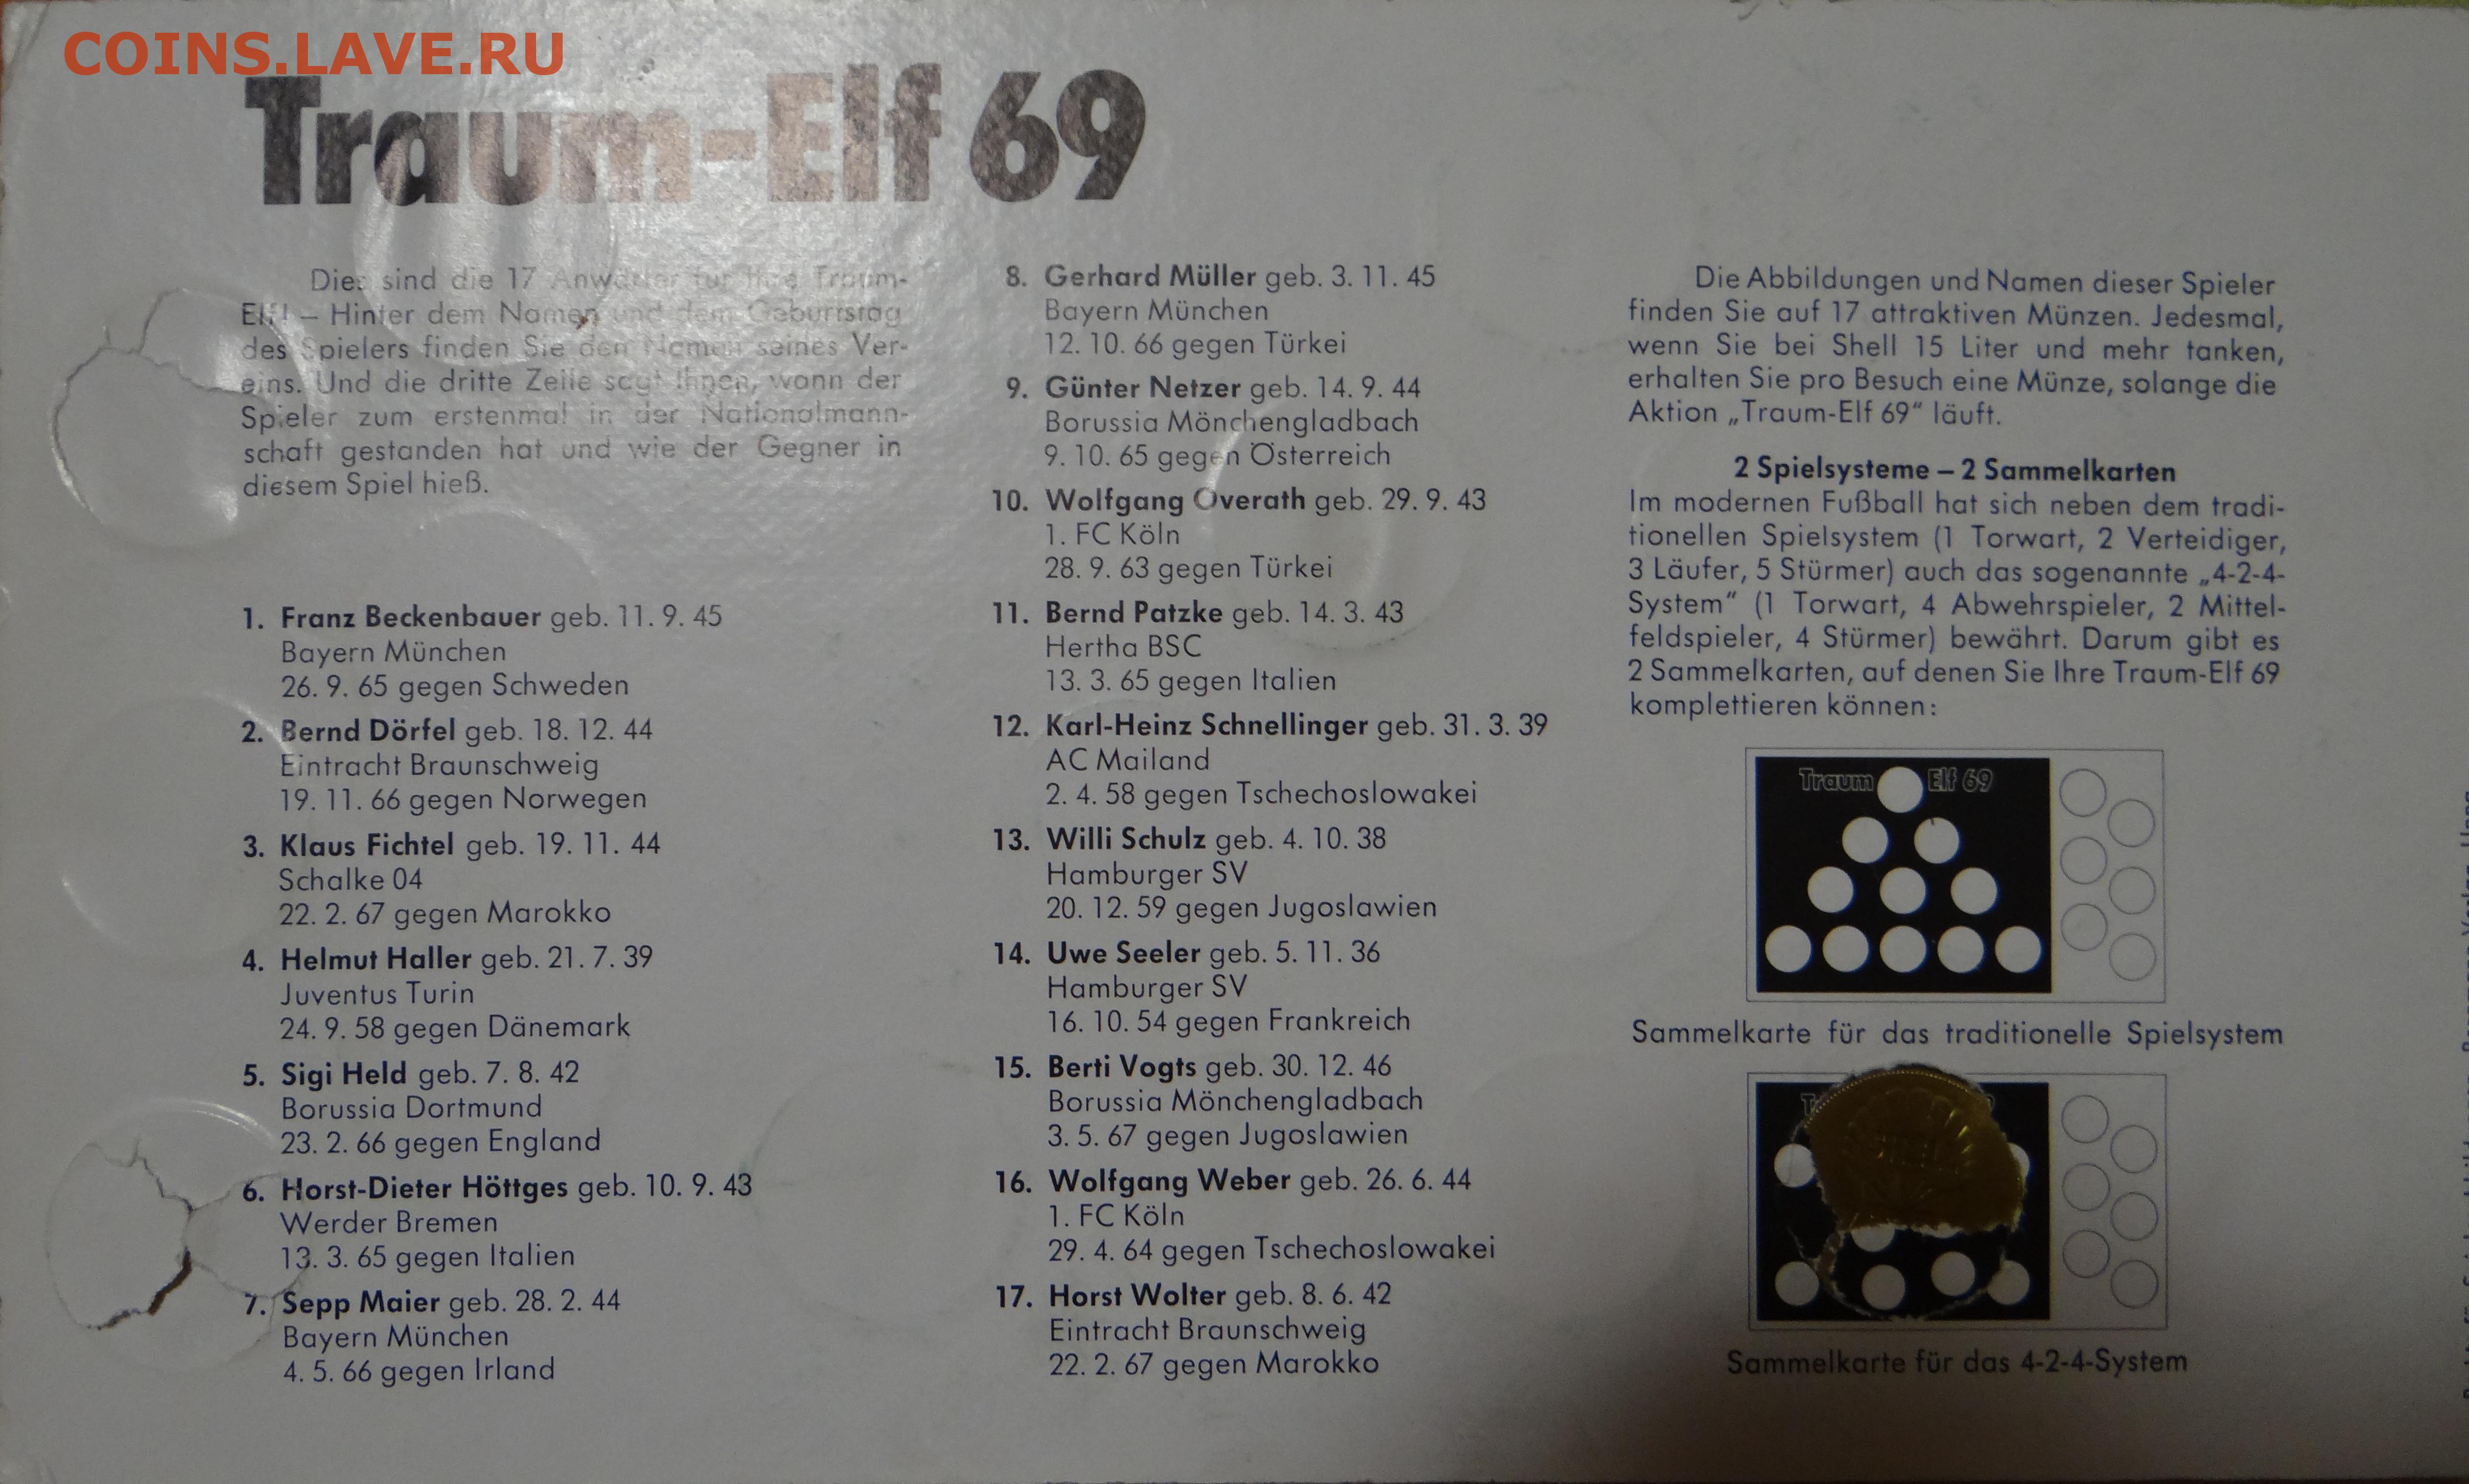 COINS.LAVE.RU
Traum-Elf 69
Dies sind die 17 Anwärter für Ihre Traum-
Elf! – Hinter dem Namen und dem Geburtstag
des Spielers finden Sie den Namen seines Ver-
eins. Und die dritte Zeile sagt Ihnen, wann der
Spieler zum erstenmal in der Nationalmann-
schaft gestanden hat und wie der Gegner in
diesem Spiel hieß.
1. Franz Beckenbauer geb. 11. 9. 45
Bayern München
26. 9. 65 gegen Schweden
2. Bernd Dörfel geb. 18. 12. 44
Eintracht Braunschweig
19. 11. 66 gegen Norwegen
3. Klaus Fichtel geb. 19. 11. 44
Schalke 04
22. 2. 67 gegen Marokko
4. Helmut Haller geb. 21. 7. 39
Juventus Turin
24. 9. 58 gegen Dänemark
5. Sigi Held geb. 7. 8. 42
Borussia Dortmund
23. 2. 66 gegen England
6. Horst-Dieter Höttges geb. 10. 9. 43
Werder Bremen
13. 3. 65 gegen Italien
7. Sepp Maier geb. 28. 2. 44
Bayern München
4. 5. 66 gegen Irland
8. Gerhard Müller geb. 3. 11. 45
Bayern München
12. 10. 66 gegen Türkei
9. Günter Netzer geb. 14. 9. 44
Borussia Mönchengladbach
9. 10. 65 gegen Österreich
10. Wolfgang Overath geb. 29. 9. 43
1. FC Köln
28. 9. 63 gegen Türkei
11. Bernd Patzke geb. 14. 3. 43
Hertha BSC
13. 3. 65 gegen Italien
12. Karl-Heinz Schnellinger geb. 31. 3. 39
AC Mailand
2. 4. 58 gegen Tschechoslowakei
13. Willi Schulz geb. 4. 10. 38
Hamburger SV
20. 12. 59 gegen Jugoslawien
14. Uwe Seeler geb. 5. 11. 36
Hamburger SV
16. 10. 54 gegen Frankreich
15. Berti Vogts geb. 30. 12. 46
Borussia Mönchengladbach
3. 5. 67 gegen Jugoslawien
16. Wolfgang Weber geb. 26. 6. 44
1. FC Köln
29. 4. 64 gegen Tschechoslowakei
17. Horst Wolter geb. 8. 6. 42
Eintracht Braunschweig
22. 2. 67 gegen Marokko
Die Abbildungen und Namen dieser Spieler
finden Sie auf 17 attraktiven Münzen. Jedesmal,
wenn Sie bei Shell 15 Liter und mehr tanken,
erhalten Sie pro Besuch eine Münze, solange die
Aktion „Traum-Elf 69“ läuft.
2 Spielsysteme – 2 Sammelkarten
Im modernen Fußball hat sich neben dem tradi-
tionellen Spielsystem (1 Torwart, 2 Verteidiger,
3 Läufer, 5 Stürmer) auch das sogenannte „4-2-4-
System“ (1 Torwart, 4 Abwehrspieler, 2 Mittel-
feldspieler, 4 Stürmer) bewährt. Darum gibt es
2 Sammelkarten, auf denen Sie Ihre Traum-Elf 69
komplettieren können:
Traum Elf 69
Sammelkarte für das traditionelle Spielsystem
SHELL
Sammelkarte für das 4-2-4-System